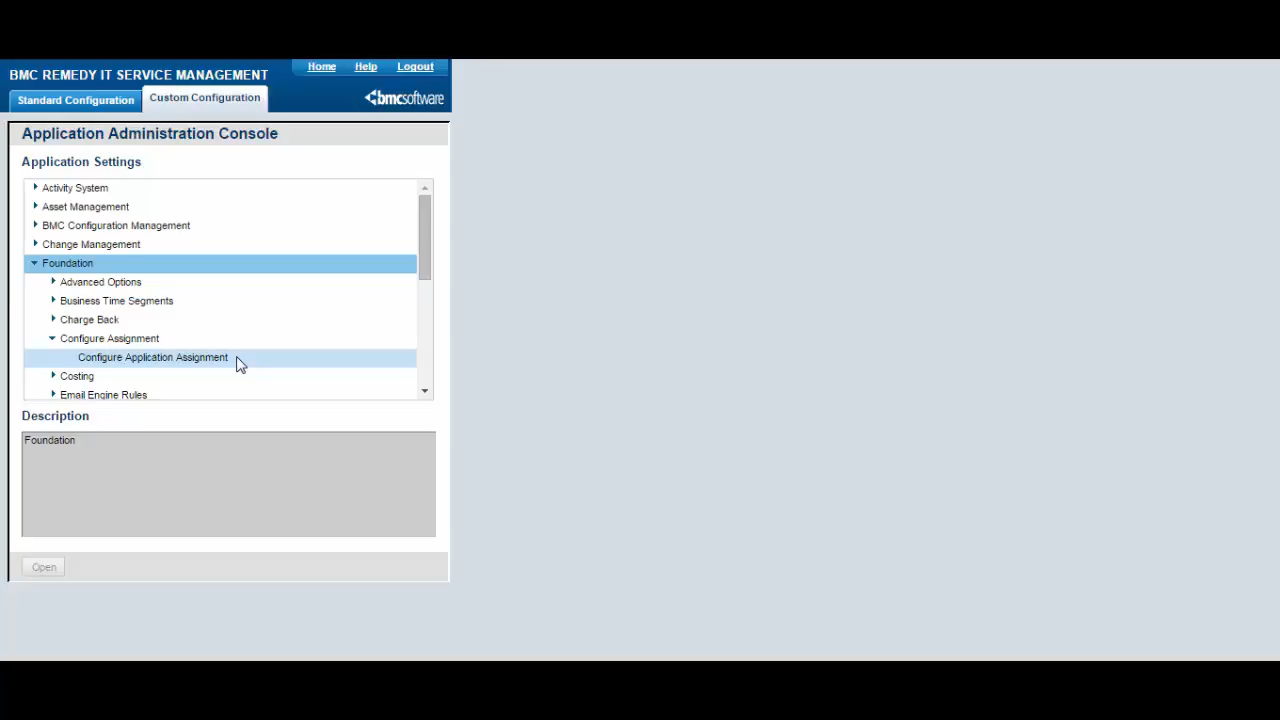 Home Help Logout
BMC REMEDY IT SERVICE MANAGEMENT
Standard Configuration Custom Configuration bmcsoftware
Application Administration Console
Application Settings
Activity System
Asset Management
BMC Configuration Management
Change Management
Foundation
Advanced Options
Business Time Segments
Charge Back
Configure Assignment
Configure Application Assignment
Costing
Email Engine Rules
Description
Foundation
Open